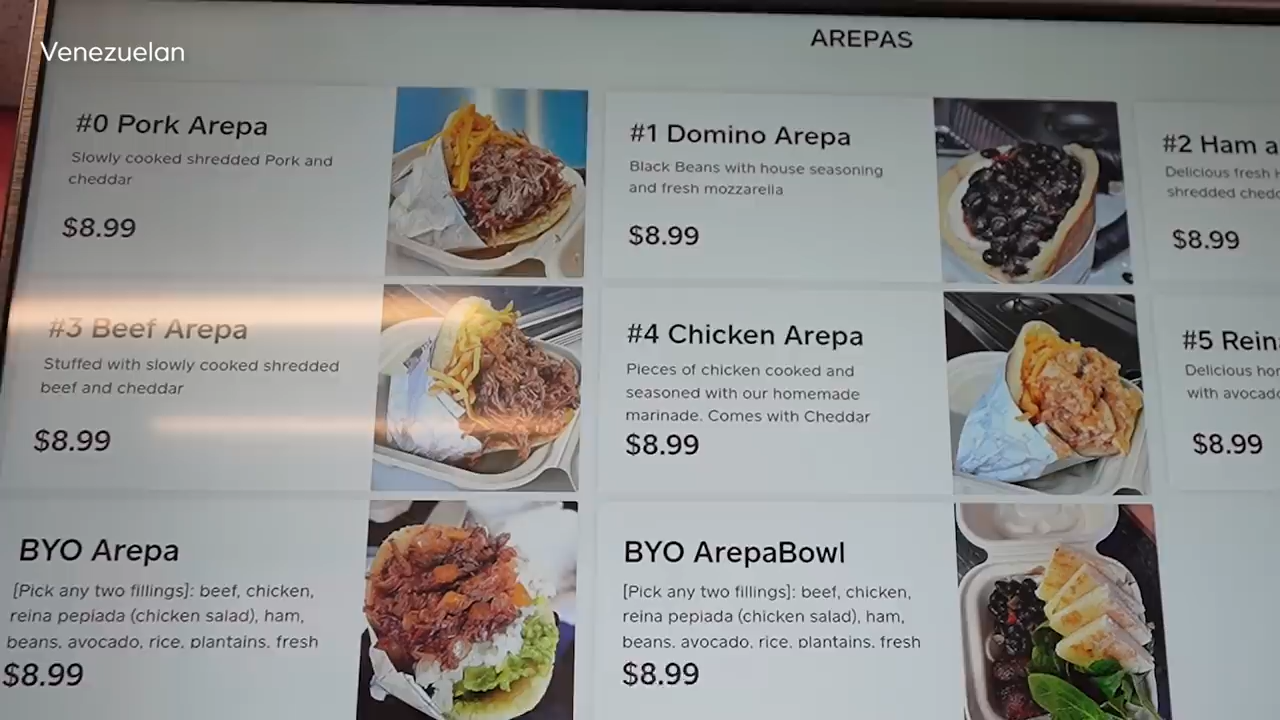 Venezuelan
AREPAS
#0 Pork Arepa
Slowly cooked shredded Pork and
cheddar
$8.99
#1 Domino Arepa
Black Beans with house seasoning
and fresh mozzarella
$8.99
#2 Ham a
Delicious fresh
shredded chedd
$8.99
#3 Beef Arepa
Stuffed with slowly cooked shredded
beef and cheddar
$8.99
#4 Chicken Arepa
Pieces of chicken cooked and
seasoned with our homemade
marinade. Comes with Cheddar
$8.99
#5 Rein
Delicious
with avocado
$8.99
BYO Arepa
[Pick any two fillings]: beef, chicken,
reina pepiada (chicken salad), ham,
beans, avocado, rice, plantains, fresh
$8.99
BYO ArepaBowl
[Pick any two fillings]: beef, chicken,
reina pepiada (chicken salad), ham,
beans, avocado, rice, plantains, fresh
$8.99